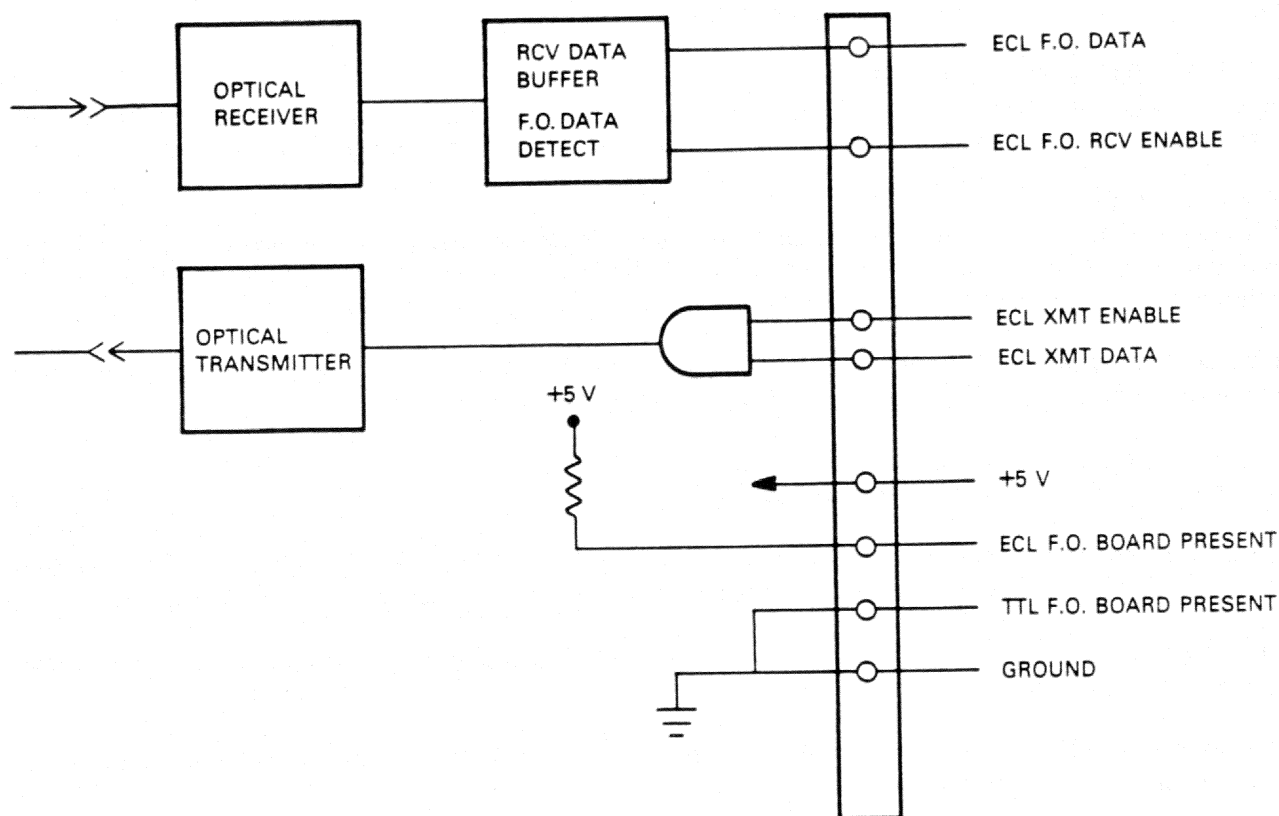 OPTICAL
RECEIVER
RCV DATA
BUFFER
F.O. DATA
DETECT
ECL F.O. DATA
ECL F.O. RCV ENABLE
OPTICAL
TRANSMITTER
ECL XMT ENABLE
ECL XMT DATA
+5 V
+5 V
ECL F.O. BOARD PRESENT
TTL F.O. BOARD PRESENT
GROUND